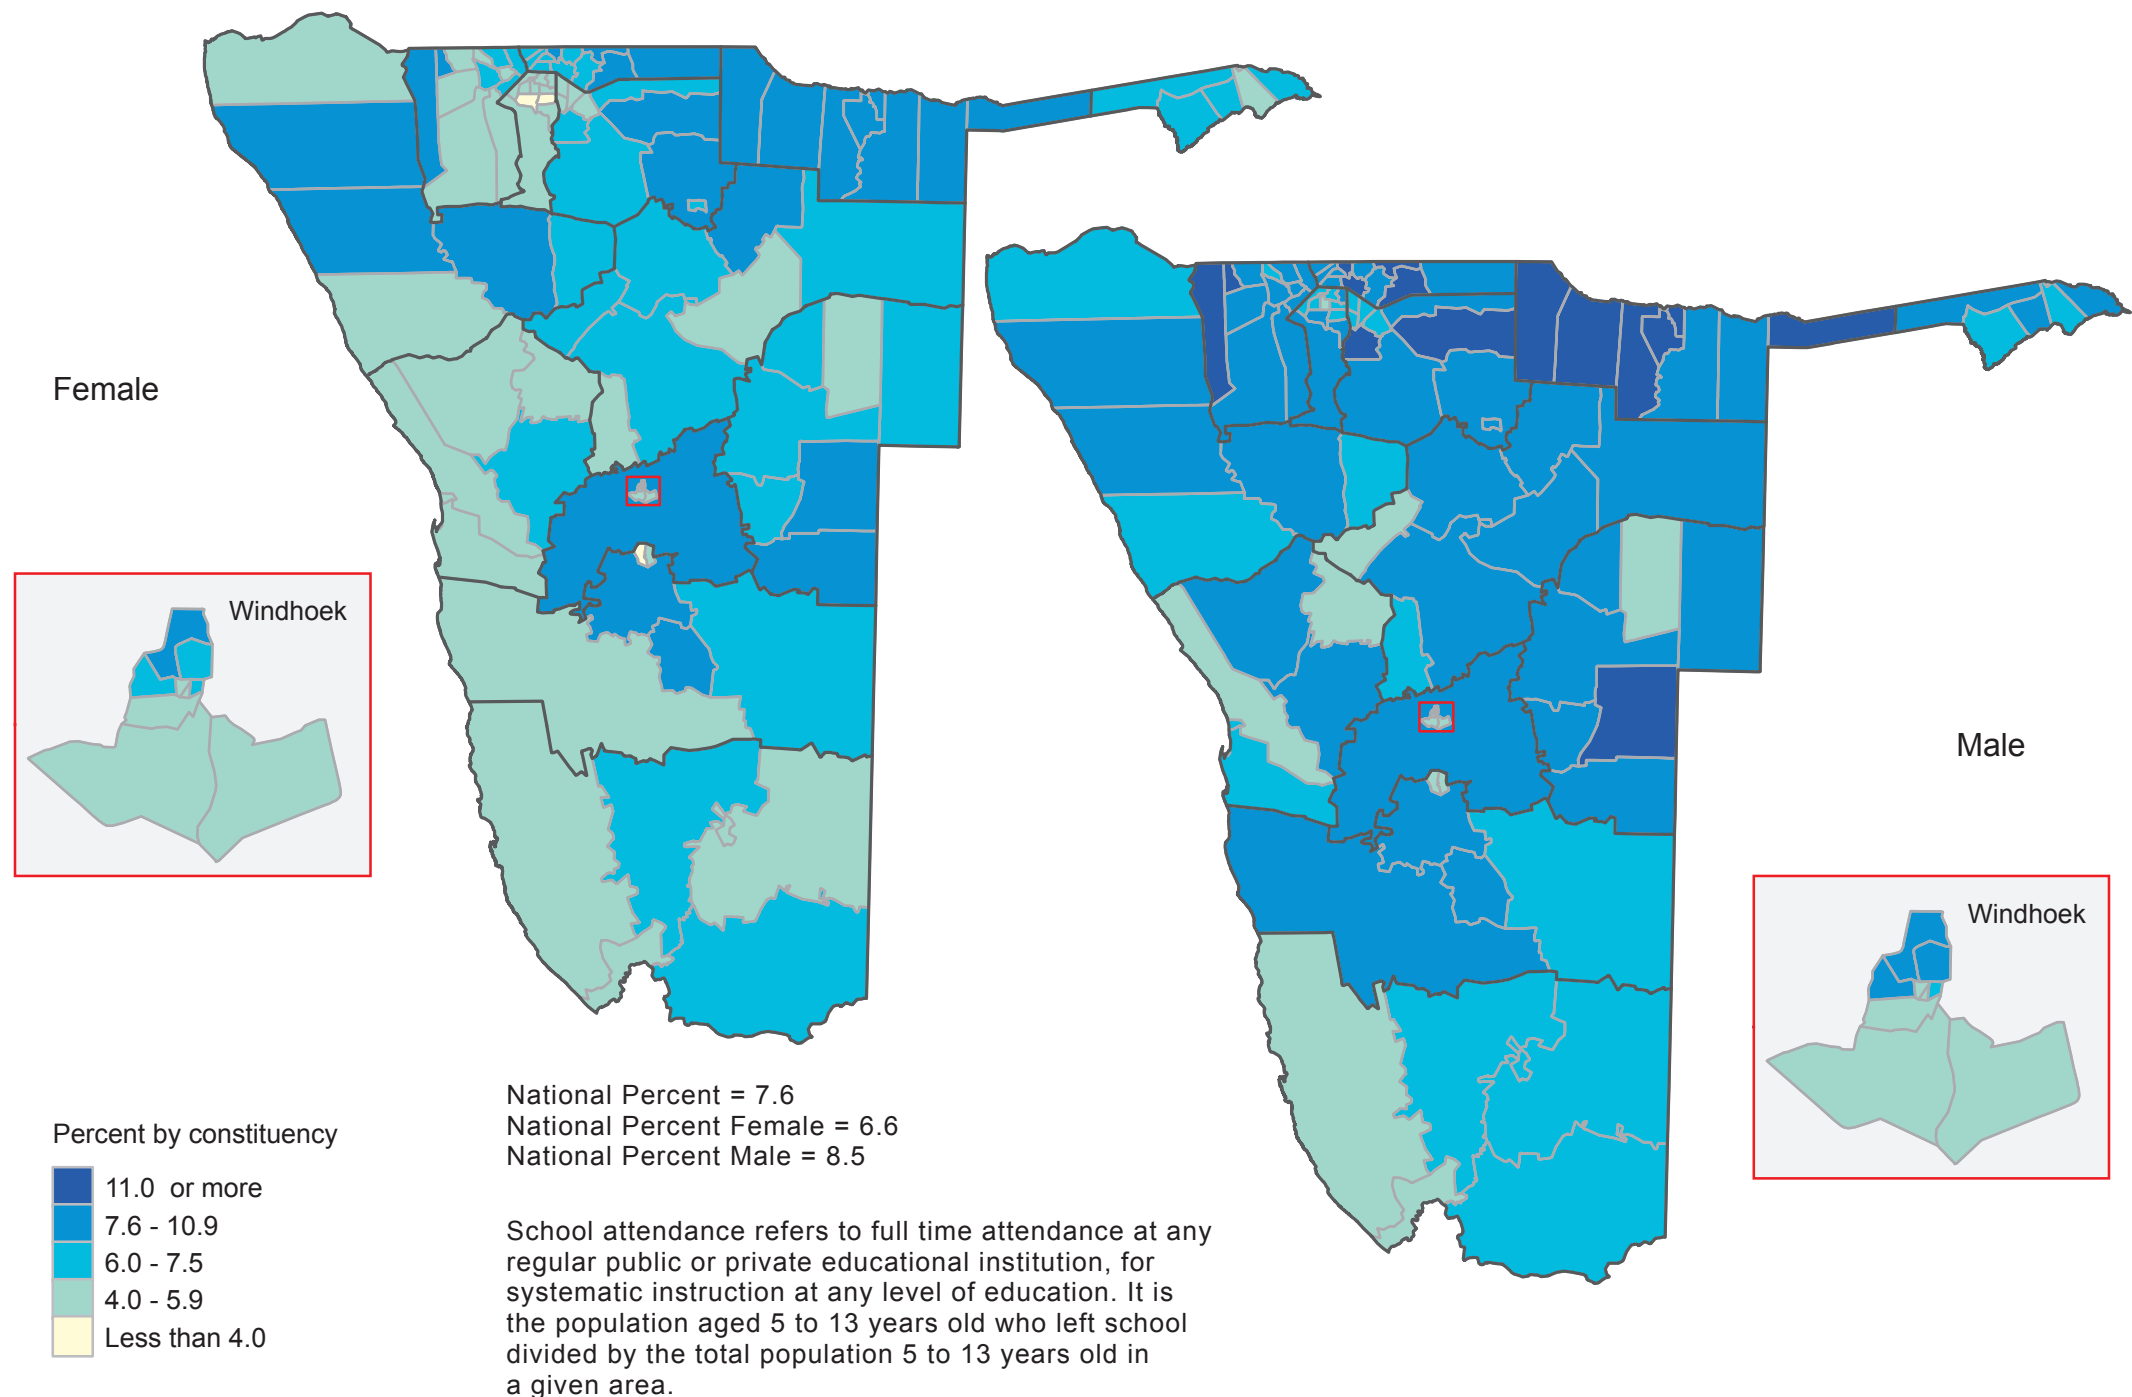 Female
Windhoek
Male
Windhoek
National Percent = 7.6
National Percent Female = 6.6
National Percent Male = 8.5
Percent by constituency
11.0 or more
7.6 - 10.9
6.0 - 7.5
4.0 - 5.9
Less than 4.0
School attendance refers to full time attendance at any
regular public or private educational institution, for
systematic instruction at any level of education. It is
the population aged 5 to 13 years old who left school
divided by the total population 5 to 13 years old in
a given area.